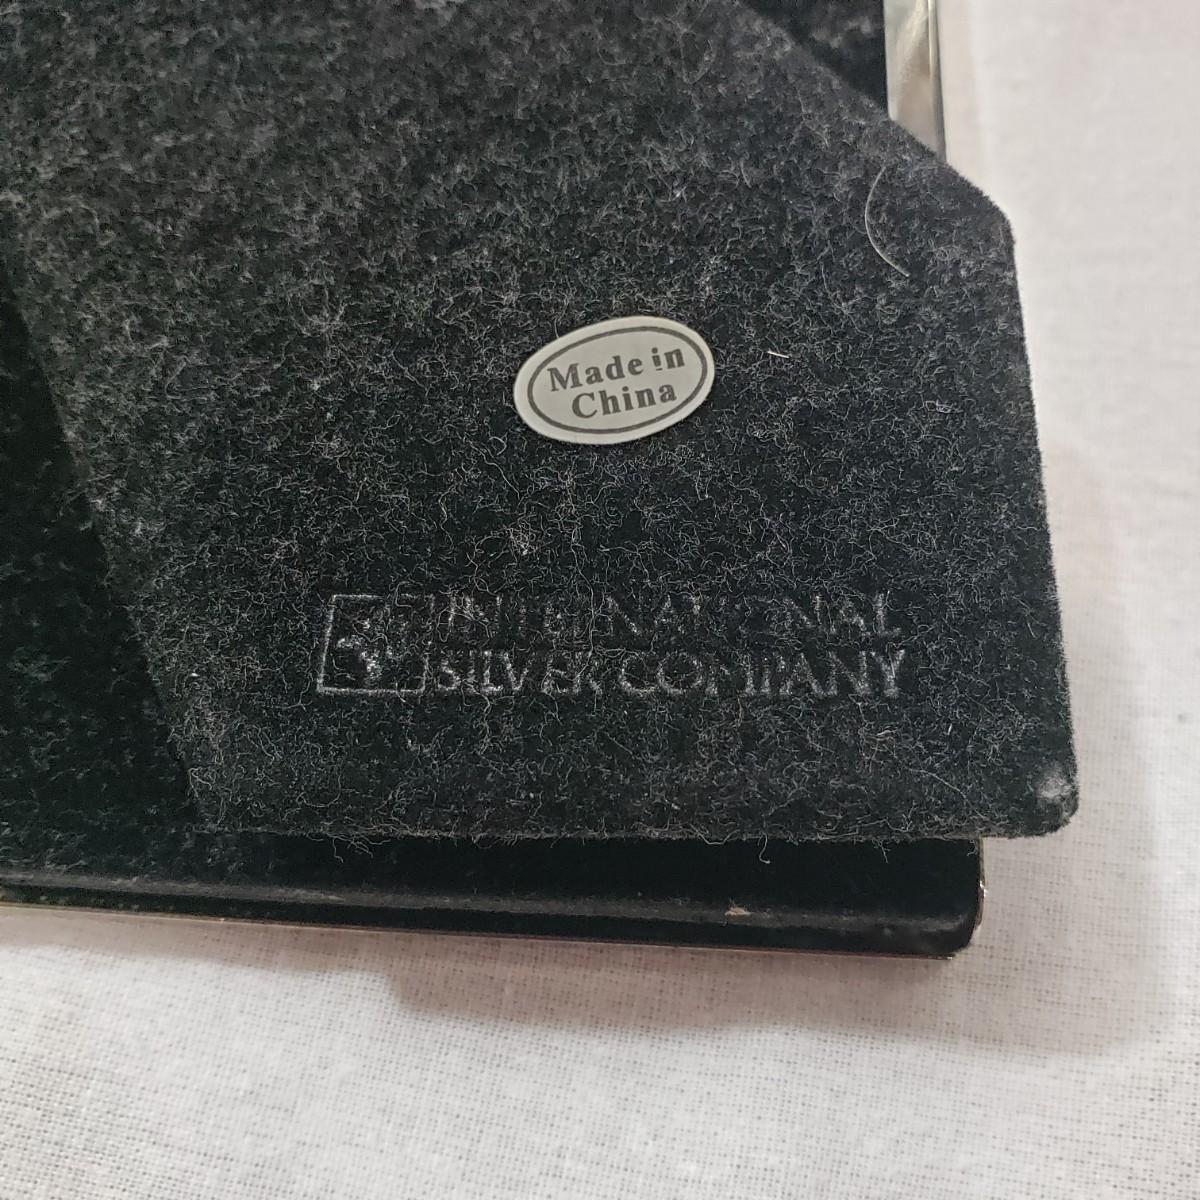 Made in
China
INTERNATIONAL
SILVER COMPANY